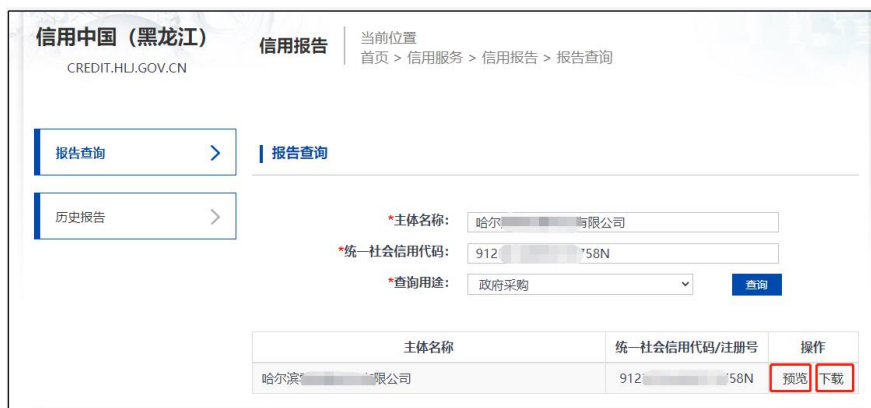 信用中国（黑龙江）
CREDIT.HLJ.GOV.CN
信用报告
当前位置
首页 > 信用服务 > 信用报告 > 报告查询
报告查询
历史报告
报告查询
*主体名称： 哈尔 有限公司
*统一社会信用代码： 912 758N
*查询用途： 政府采购 查询
主体名称 统一社会信用代码/注册号 操作
哈尔滨 限公司 912 58N 预览 下载